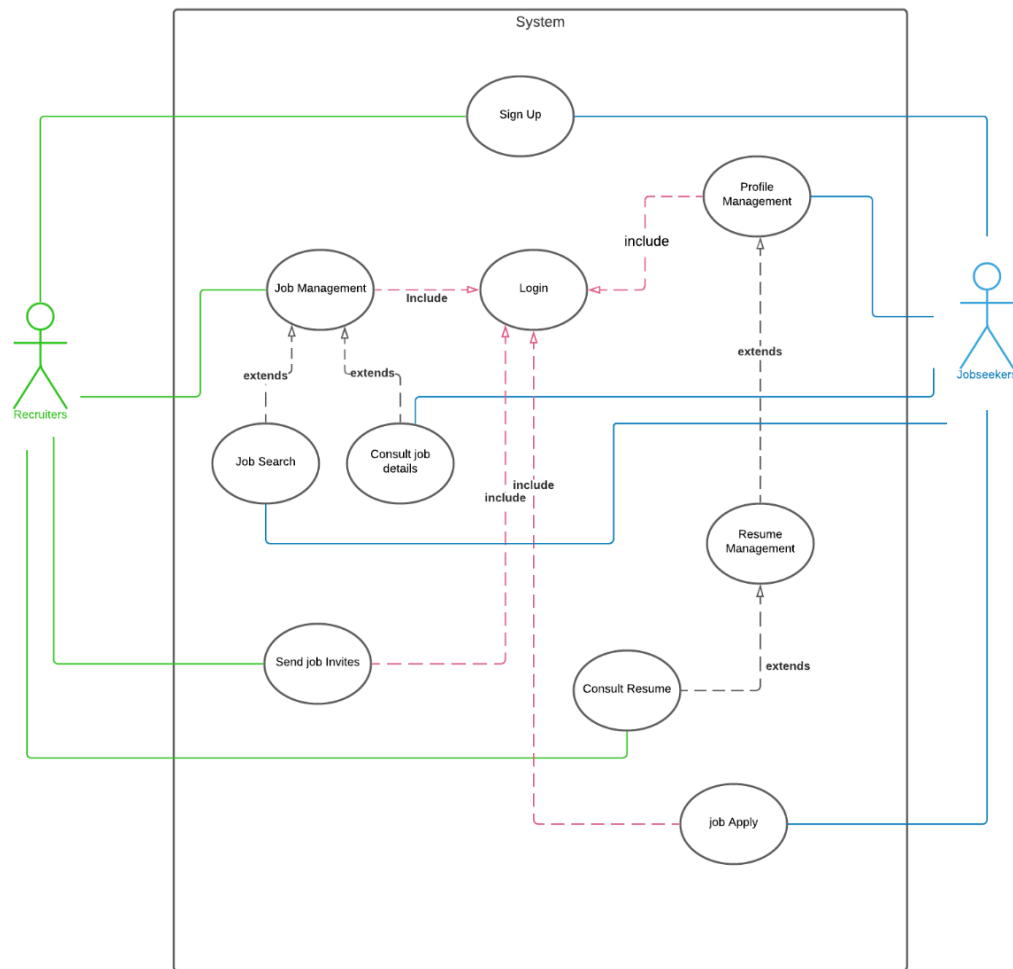 System
Sign Up
Profile
Management
include
Job Management
Include
Login
extends
Jobseekers
extends
extends
Recruiters
Job Search
Consult job
details
include
include
Resume
Management
Send job Invites
extends
Consult Resume
job Apply